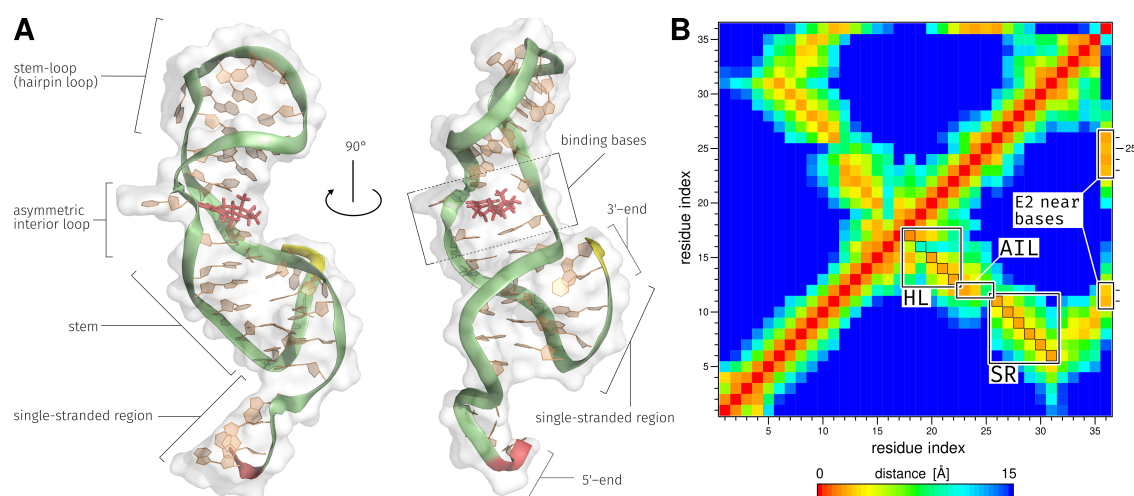 A
stem-loop
(hairpin loop)
asymmetric
interior loop
stem
single-stranded region
90°
binding bases
3'-end
single-stranded region
5'-end
B
residue index
35
30
25
20
15
10
5
5
10
15
20
25
30
35
residue index
25
E2 near
bases
AIL
HL
SR
0
distance [Å]
15